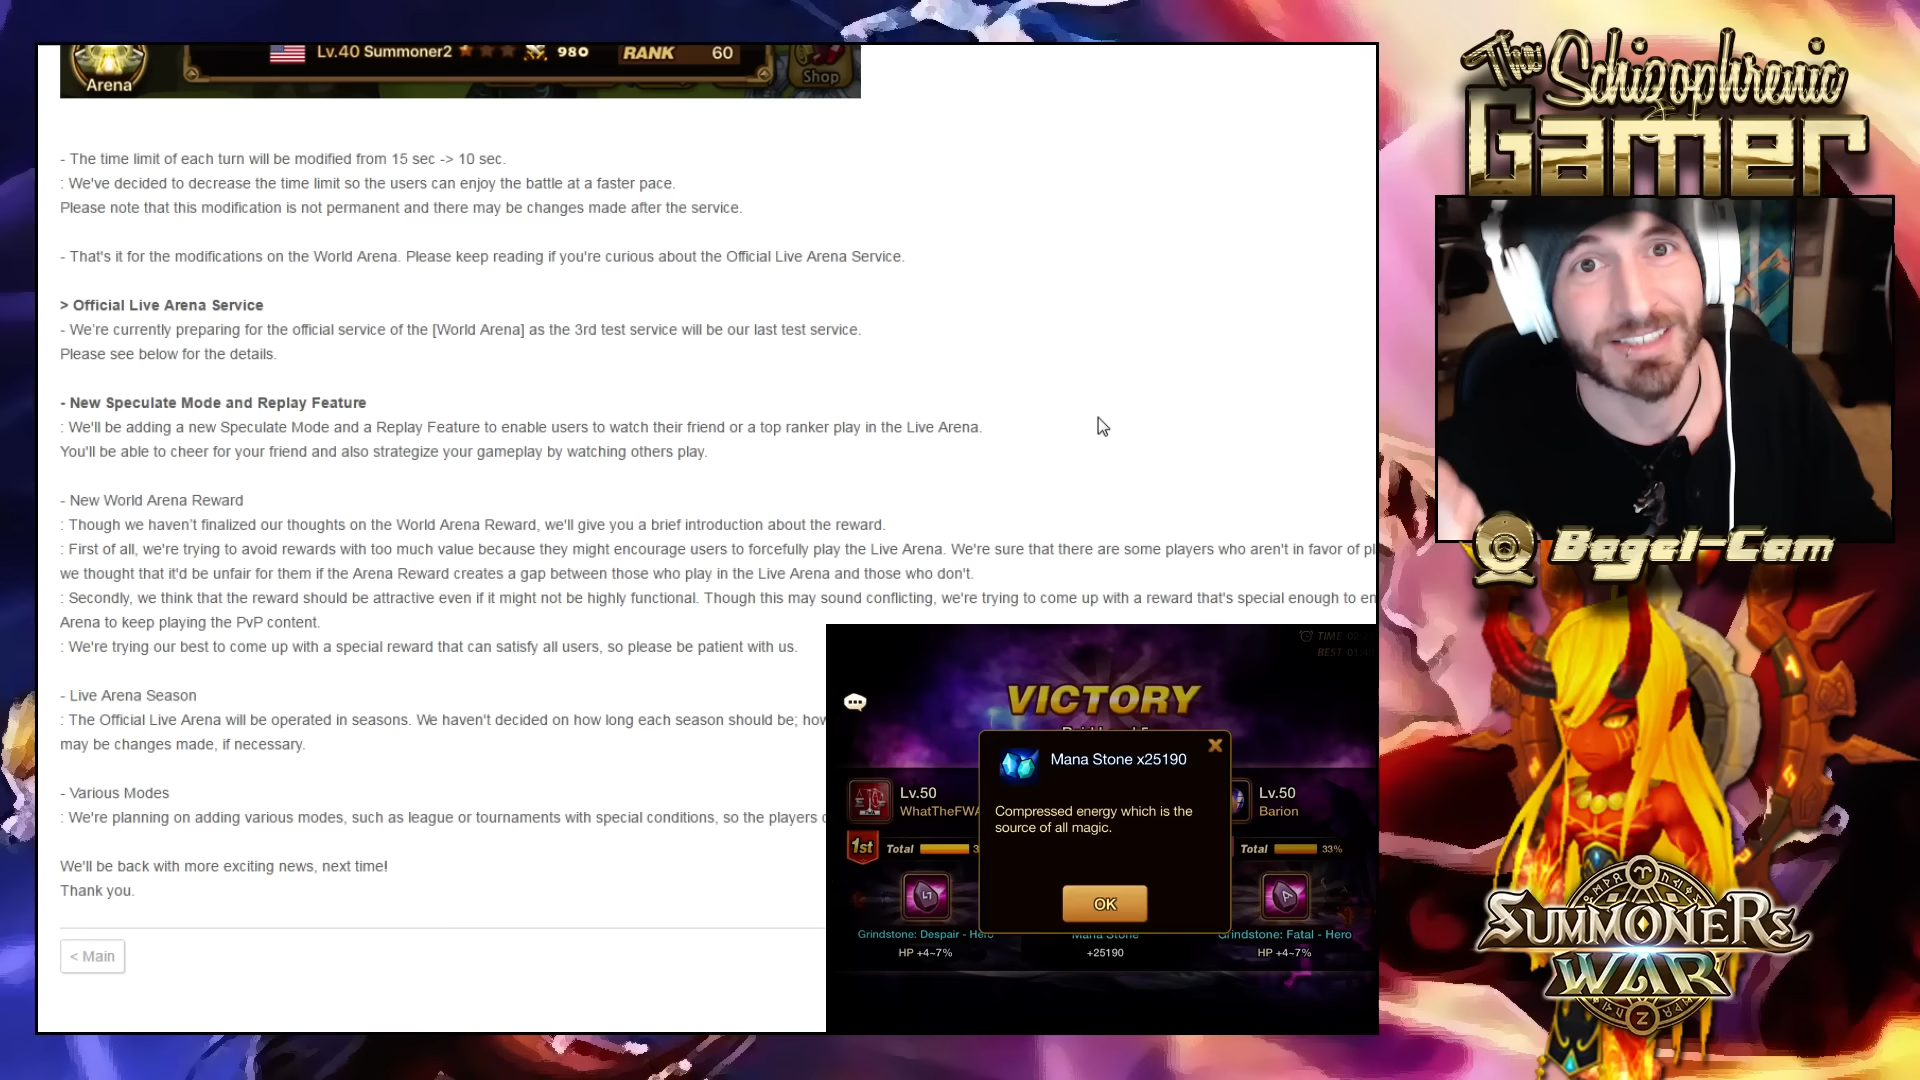 Arena
Lv.40 Summoner2
980
RANK 60
Shop
- The time limit of each turn will be modified from 15 sec -> 10 sec.
: We've decided to decrease the time limit so the users can enjoy the battle at a faster pace.
Please note that this modification is not permanent and there may be changes made after the service.
- That's it for the modifications on the World Arena. Please keep reading if you're curious about the Official Live Arena Service.
> Official Live Arena Service
- We're currently preparing for the official service of the [World Arena] as the 3rd test service will be our last test service.
Please see below for the details.
- New Speculate Mode and Replay Feature
: We'll be adding a new Speculate Mode and a Replay Feature to enable users to watch their friend or a top ranker play in the Live Arena.
You'll be able to cheer for your friend and also strategize your gameplay by watching others play.
- New World Arena Reward
: Though we haven't finalized our thoughts on the World Arena Reward, we'll give you a brief introduction about the reward.
: First of all, we're trying to avoid rewards with too much value because they might encourage users to forcefully play the Live Arena. We're sure that there are some players who aren't in favor of pl
we thought that it'd be unfair for them if the Arena Reward creates a gap between those who play in the Live Arena and those who don't.
: Secondly, we think that the reward should be attractive even if it might not be highly functional. Though this may sound conflicting, we're trying to come up with a reward that's special enough to en
Arena to keep playing the PvP content.
: We're trying our best to come up with a special reward that can satisfy all users, so please be patient with us.
- Live Arena Season
: The Official Live Arena will be operated in seasons. We haven't decided on how long each season should be; how
may be changes made, if necessary.
- Various Modes
: We're planning on adding various modes, such as league or tournaments with special conditions, so the players c
We'll be back with more exciting news, next time!
Thank you.
< Main
TIME
BEST
VICTORY
Mana Stone x25190
Compressed energy which is the
source of all magic.
OK
Lv.50
WhatTheFWA
1st Total 3
Grindstone: Despair - Hero
HP +4~7%
Mana Stone
+25190
Lv.50
Barion
Total 33%
Grindstone: Fatal - Hero
HP +4~7%
The Schizophrenic
Gamer
Bagel-Cam
SUMMONERS
WAR